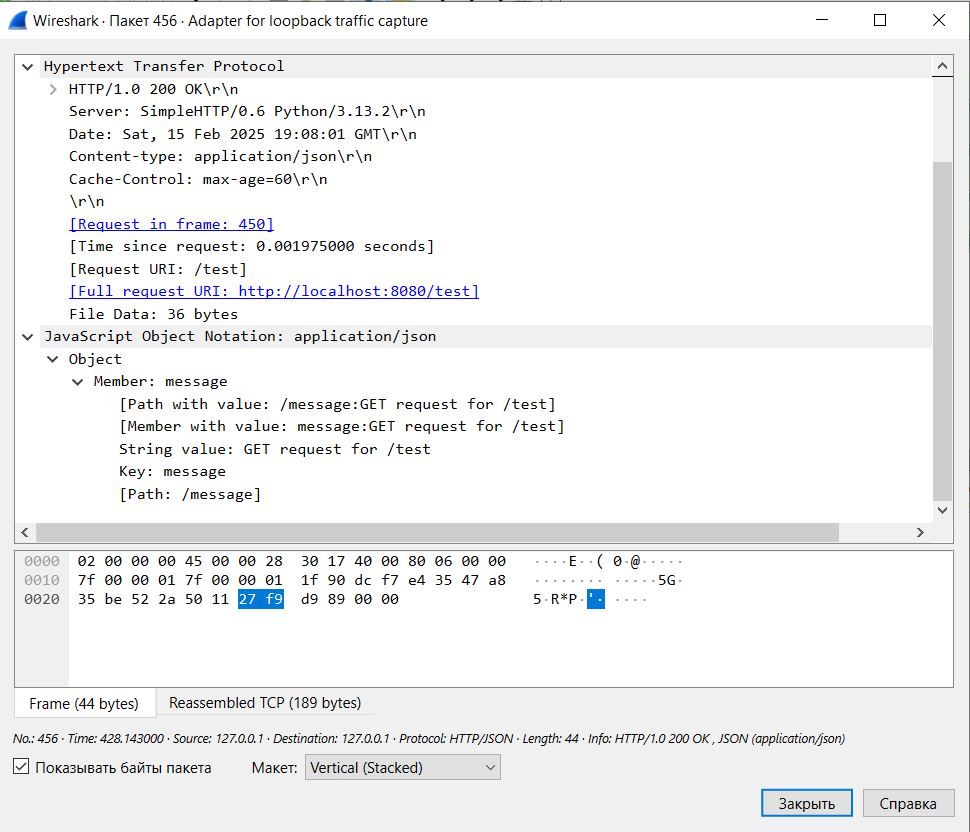 Wireshark · Пакет 456 · Adapter for loopback traffic capture
Hypertext Transfer Protocol
HTTP/1.0 200 OK\r\n
Server: SimpleHTTP/0.6 Python/3.13.2\r\n
Date: Sat, 15 Feb 2025 19:08:01 GMT\r\n
Content-type: application/json\r\n
Cache-Control: max-age=60\r\n
\r\n
[Request in frame: 450]
[Time since request: 0.001975000 seconds]
[Request URI: /test]
[Full request URI: http://localhost:8080/test]
File Data: 36 bytes
JavaScript Object Notation: application/json
Object
Member: message
[Path with value: /message:GET request for /test]
[Member with value: message:GET request for /test]
String value: GET request for /test
Key: message
[Path: /message]
0000 02 00 00 00 45 00 00 28 30 17 40 00 80 06 00 00 ····E··( 0·@·····
0010 7f 00 00 01 7f 00 00 01 1f 90 dc f7 e4 35 47 a8 ········ ·····5G·
0020 35 be 52 2a 50 11 27 f9 d9 89 00 00 5·R*P·'· ····
Frame (44 bytes) Reassembled TCP (189 bytes)
No.: 456 · Time: 428.143000 · Source: 127.0.0.1 · Destination: 127.0.0.1 · Protocol: HTTP/JSON · Length: 44 · Info: HTTP/1.0 200 OK , JSON (application/json)
Показывать байты пакета Макет: Vertical (Stacked)
Закрыть Справка